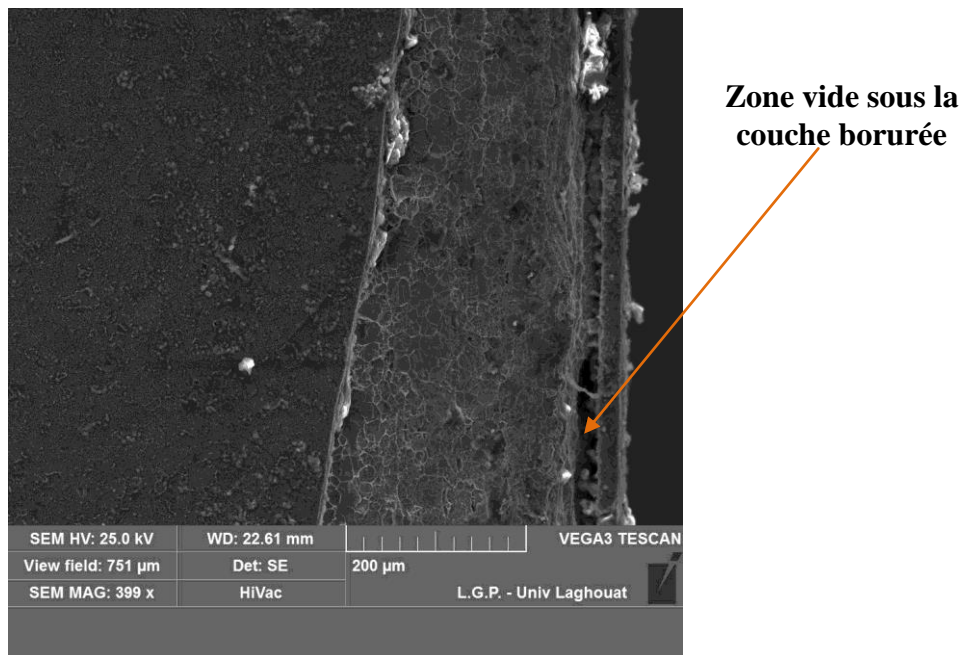 Zone vide sous la
couche borurée
SEM HV: 25.0 kV
WD: 22.61 mm
VEGA3 TESCAN
View field: 751 µm
Det: SE
200 µm
SEM MAG: 399 x
HiVac
L.G.P. - Univ Laghouat